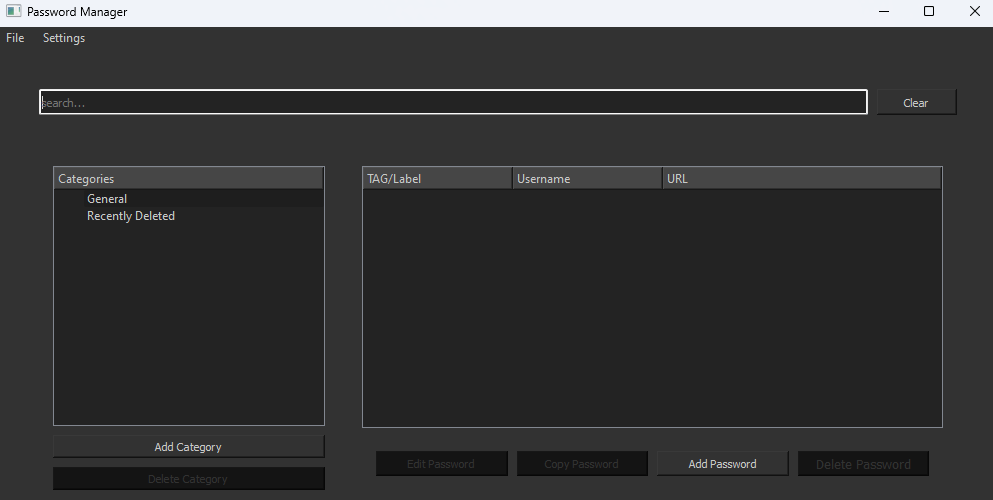 Password Manager
File Settings
search...
Clear
Categories
General
Recently Deleted
TAG/Label Username URL
Add Category
Delete Category
Edit Password Copy Password Add Password Delete Password